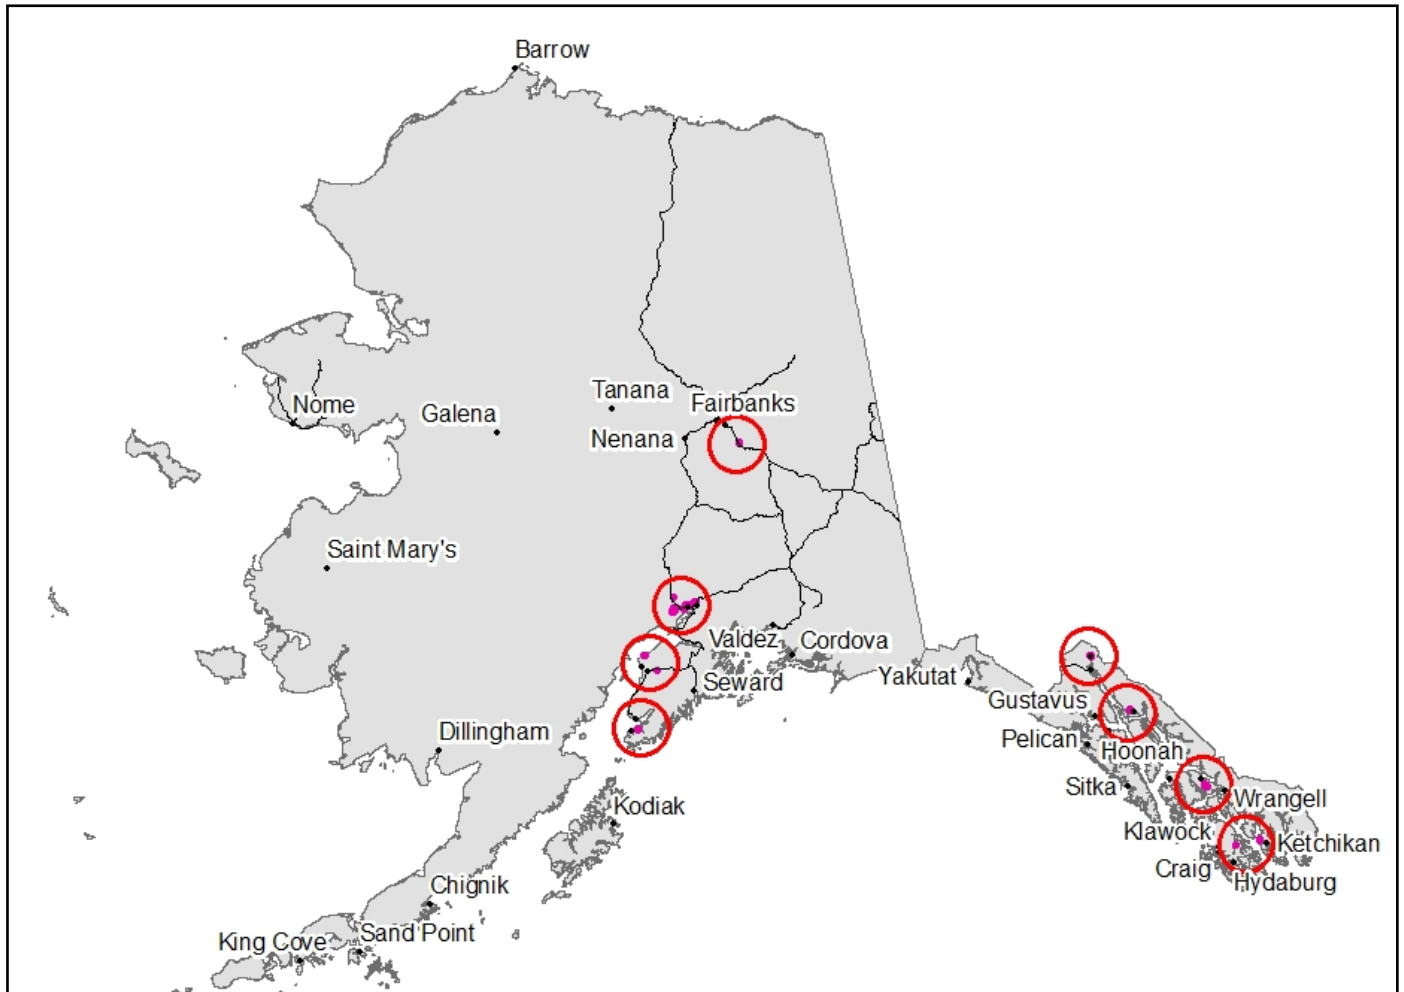 Barrow
Tanana
Fairbanks
Nome
Galena
Nenana
Saint Mary's
Valdez
Cordova
Yakutat
Seward
Gustavus
Dillingham
Pelican
Hoonah
Sitka
Wrangell
Kodiak
Klawock
Ketchikan
Craig
Hydaburg
Chignik
Sand Point
King Cove